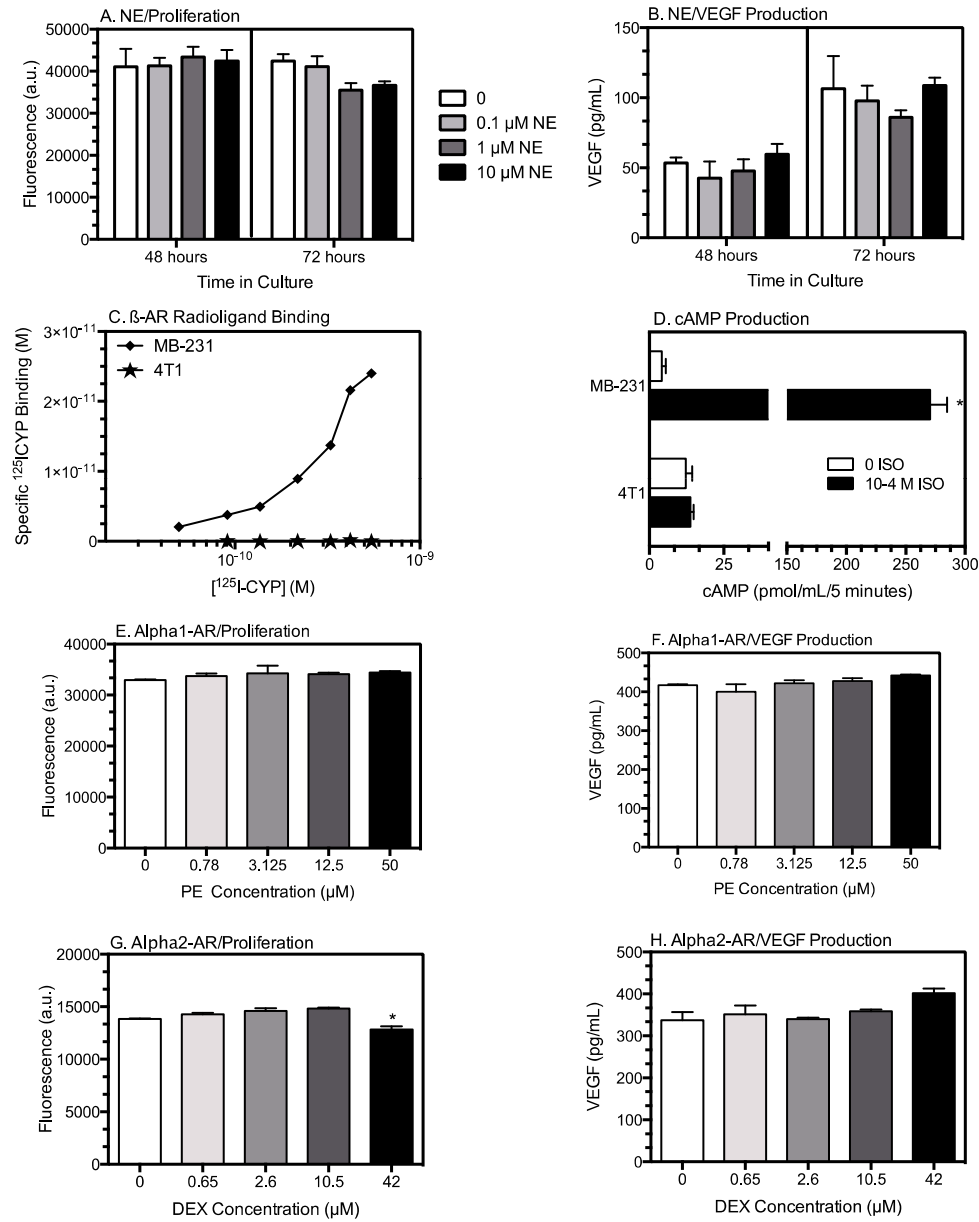 A. NE/Proliferation
Fluorescence (a.u.)
50000
40000
30000
20000
10000
0
48 hours
72 hours
Time in Culture
0
0.1 µM NE
1 µM NE
10 µM NE
B. NE/VEGF Production
VEGF (pg/mL)
150
100
50
0
48 hours
72 hours
Time in Culture
C. ß-AR Radioligand Binding
Specific ¹²⁵ICYP Binding (M)
3×10⁻¹¹
2×10⁻¹¹
1×10⁻¹¹
0
MB-231
4T1
10⁻¹⁰
10⁻⁹
[¹²⁵I-CYP] (M)
D. cAMP Production
MB-231
*
4T1
0 ISO
10-4 M ISO
0
25
150
200
250
300
cAMP (pmol/mL/5 minutes)
E. Alpha1-AR/Proliferation
Fluorescence (a.u.)
40000
30000
20000
10000
0
0
0.78
3.125
12.5
50
PE Concentration (µM)
F. Alpha1-AR/VEGF Production
VEGF (pg/mL)
500
400
300
200
100
0
0
0.78
3.125
12.5
50
PE Concentration (µM)
G. Alpha2-AR/Proliferation
Fluorescence (a.u.)
20000
15000
10000
5000
0
*
0
0.65
2.6
10.5
42
DEX Concentration (µM)
H. Alpha2-AR/VEGF Production
VEGF (pg/mL)
500
400
300
200
100
0
0
0.65
2.6
10.5
42
DEX Concentration (µM)